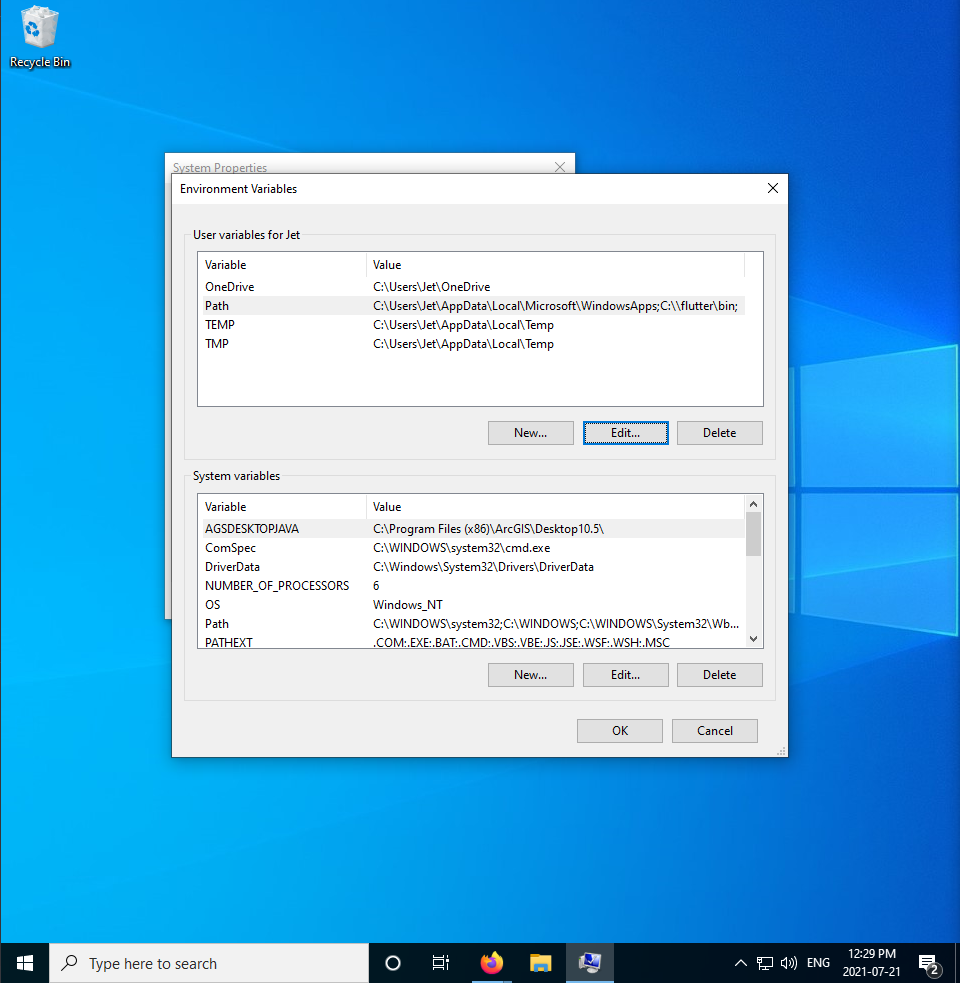 Recycle Bin
System Properties
Environment Variables
User variables for Jet
Variable Value
OneDrive C:\Users\Jet\OneDrive
Path C:\Users\Jet\AppData\Local\Microsoft\WindowsApps;C:\\flutter\bin;
TEMP C:\Users\Jet\AppData\Local\Temp
TMP C:\Users\Jet\AppData\Local\Temp
New... Edit... Delete
System variables
Variable Value
AGSDESKTOPJAVA C:\Program Files (x86)\ArcGIS\Desktop10.5\
ComSpec C:\WINDOWS\system32\cmd.exe
DriverData C:\Windows\System32\Drivers\DriverData
NUMBER_OF_PROCESSORS 6
OS Windows_NT
Path C:\WINDOWS\system32;C:\WINDOWS;C:\WINDOWS\System32\Wb...
PATHEXT .COM;.EXE;.BAT;.CMD;.VBS;.VBE;.JS;.JSE;.WSF;.WSH;.MSC
New... Edit... Delete
OK Cancel
Type here to search
ENG
12:29 PM
2021-07-21
2